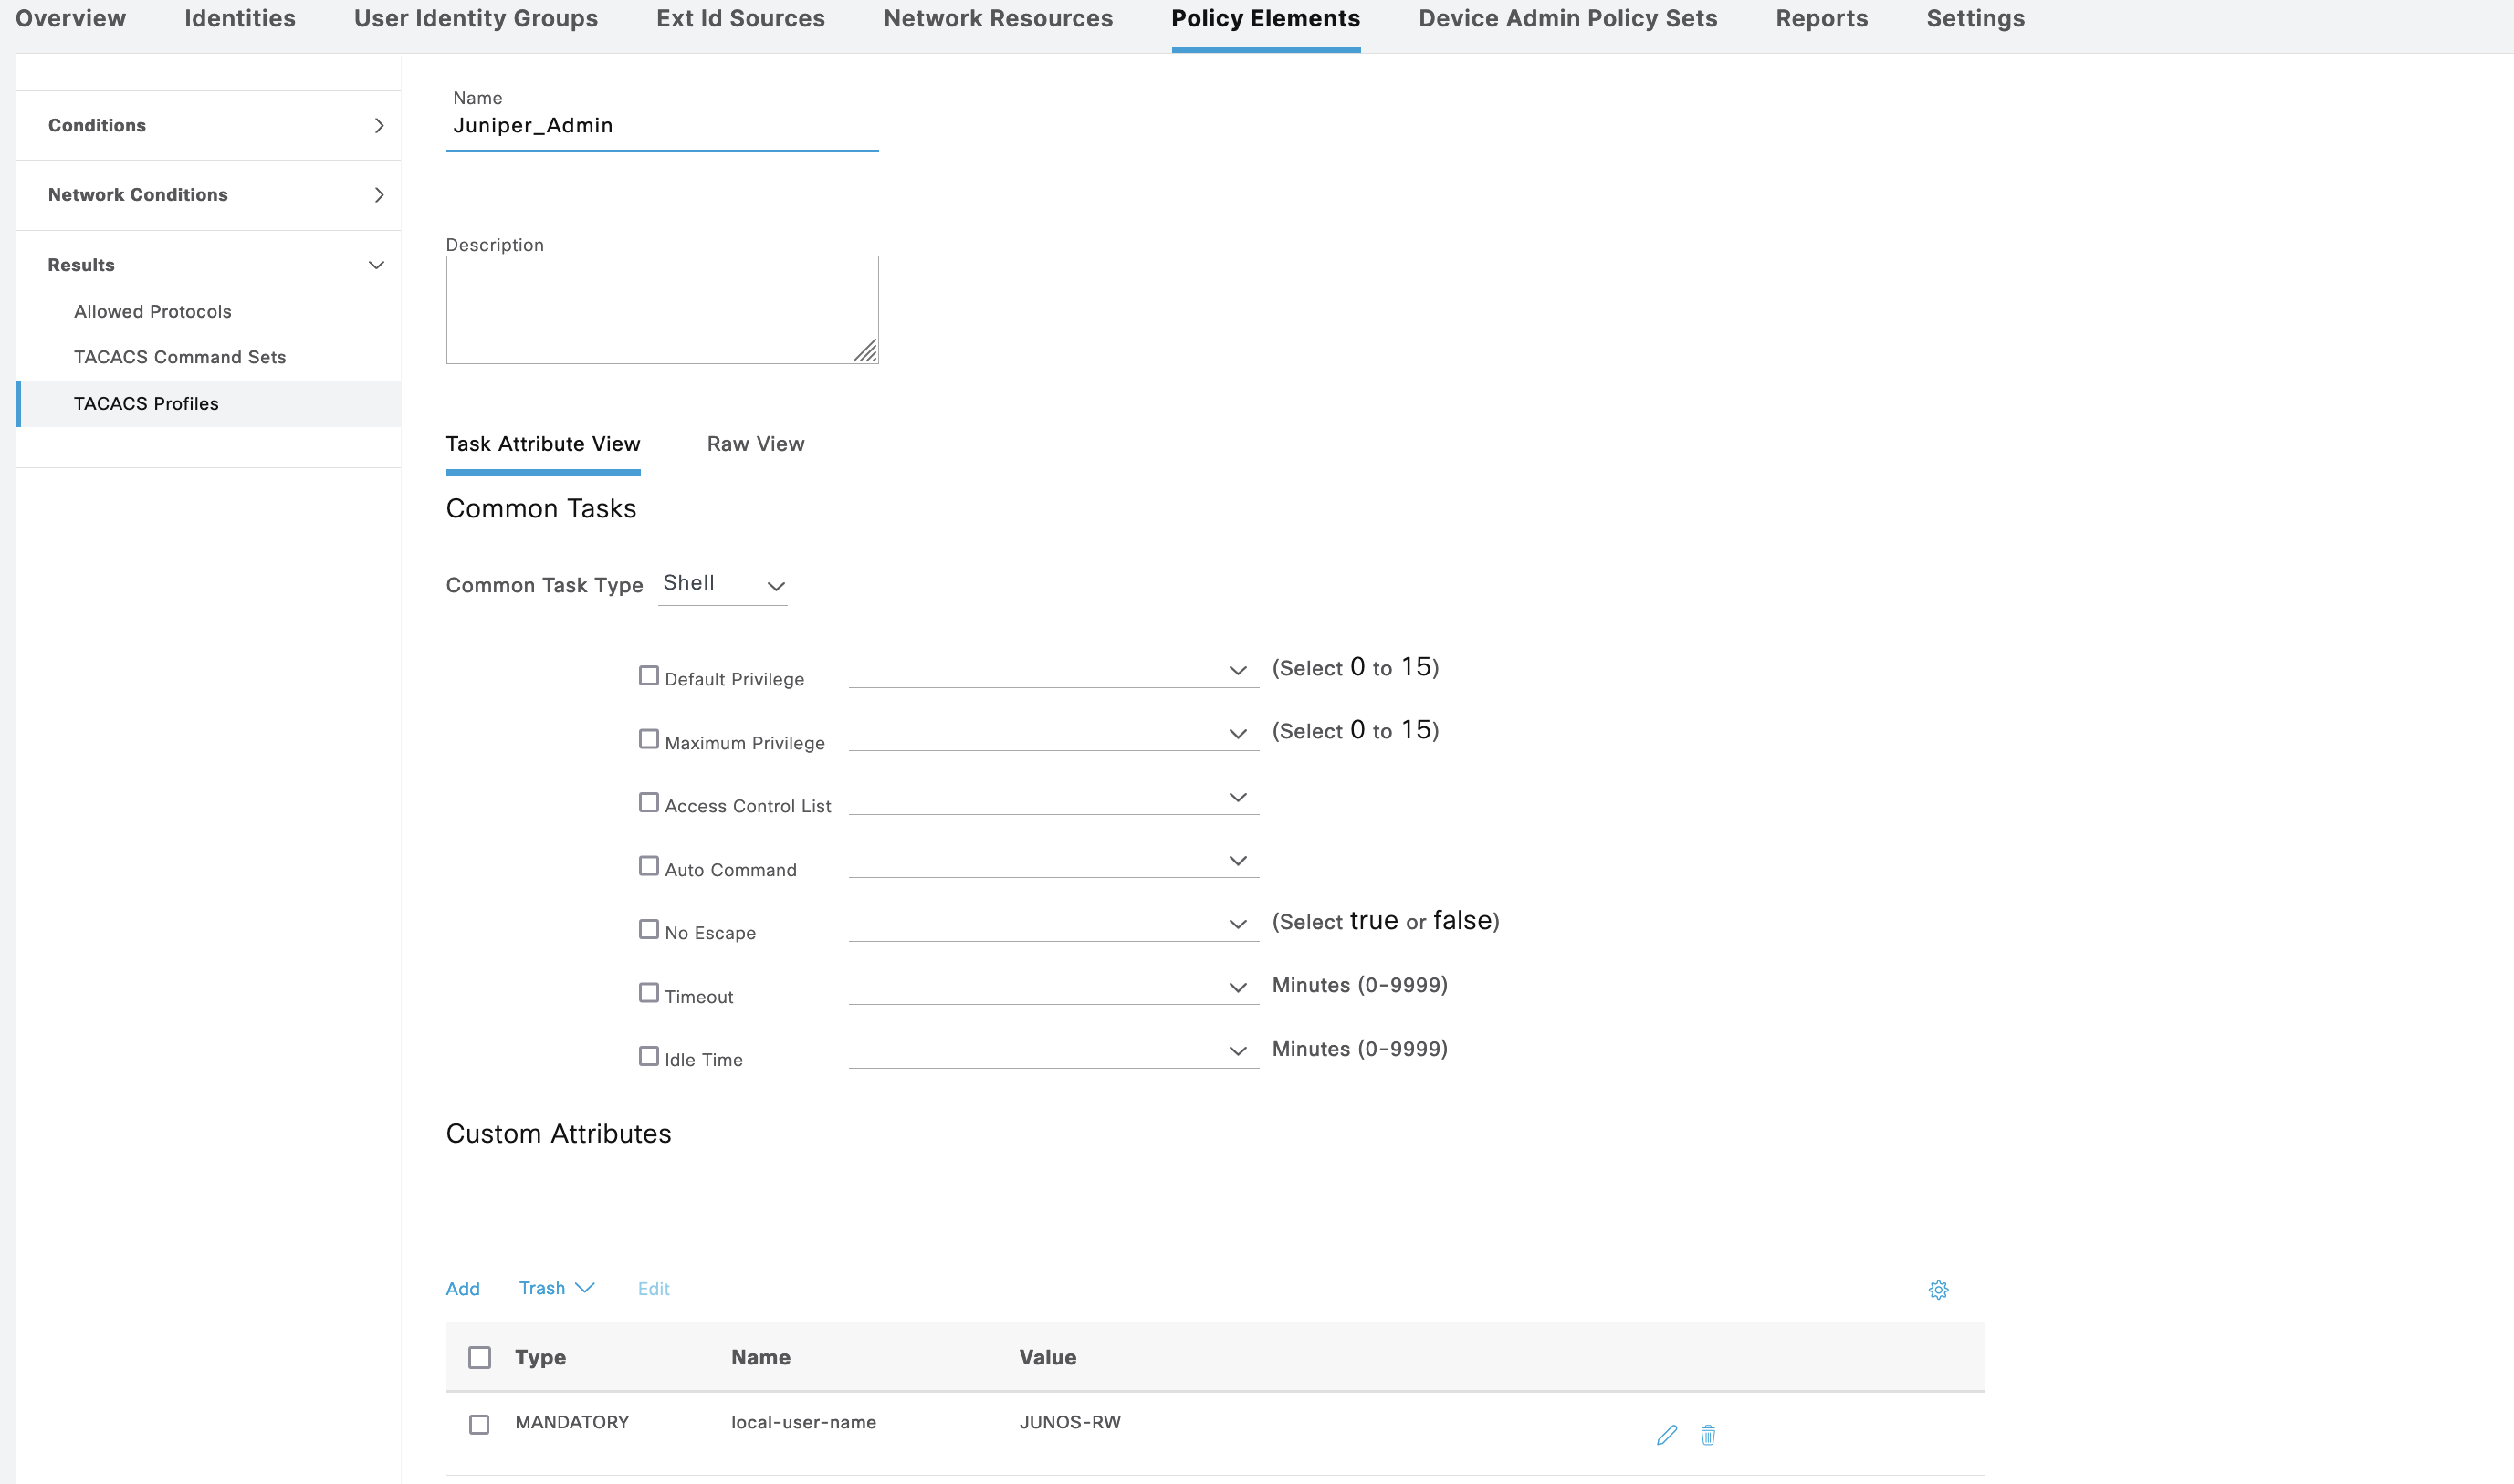 Overview Identities User Identity Groups Ext Id Sources Network Resources Policy Elements Device Admin Policy Sets Reports Settings
Conditions
Network Conditions
Results
Allowed Protocols
TACACS Command Sets
TACACS Profiles
Name
Juniper_Admin
Description
Task Attribute View Raw View
Common Tasks
Common Task Type Shell
Default Privilege (Select 0 to 15)
Maximum Privilege (Select 0 to 15)
Access Control List
Auto Command
No Escape (Select true or false)
Timeout Minutes (0-9999)
Idle Time Minutes (0-9999)
Custom Attributes
Add Trash Edit
Type Name Value
MANDATORY local-user-name JUNOS-RW